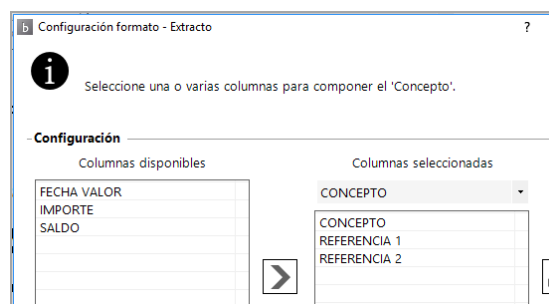 b Configuración formato - Extracto ?
i
Seleccione una o varias columnas para componer el 'Concepto'.
Configuración
Columnas disponibles
Columnas seleccionadas
FECHA VALOR
IMPORTE
SALDO
CONCEPTO
CONCEPTO
REFERENCIA 1
REFERENCIA 2